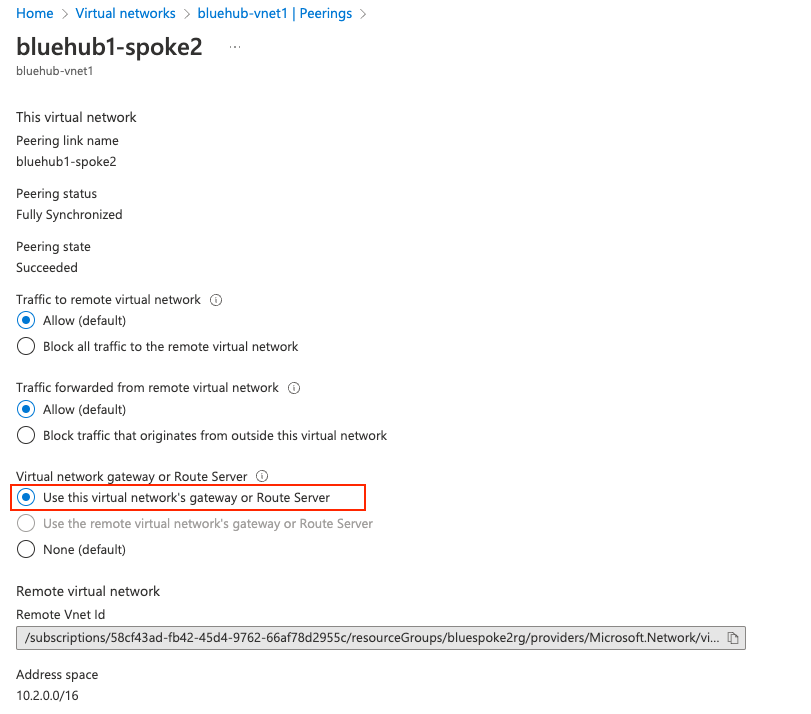 Home > Virtual networks > bluehub-vnet1 | Peerings >
bluehub1-spoke2 ...
bluehub-vnet1
This virtual network
Peering link name
bluehub1-spoke2
Peering status
Fully Synchronized
Peering state
Succeeded
Traffic to remote virtual network
Allow (default)
Block all traffic to the remote virtual network
Traffic forwarded from remote virtual network
Allow (default)
Block traffic that originates from outside this virtual network
Virtual network gateway or Route Server
Use this virtual network's gateway or Route Server
Use the remote virtual network's gateway or Route Server
None (default)
Remote virtual network
Remote Vnet Id
/subscriptions/58cf43ad-fb42-45d4-9762-66af78d2955c/resourceGroups/bluespoke2rg/providers/Microsoft.Network/vi...
Address space
10.2.0.0/16